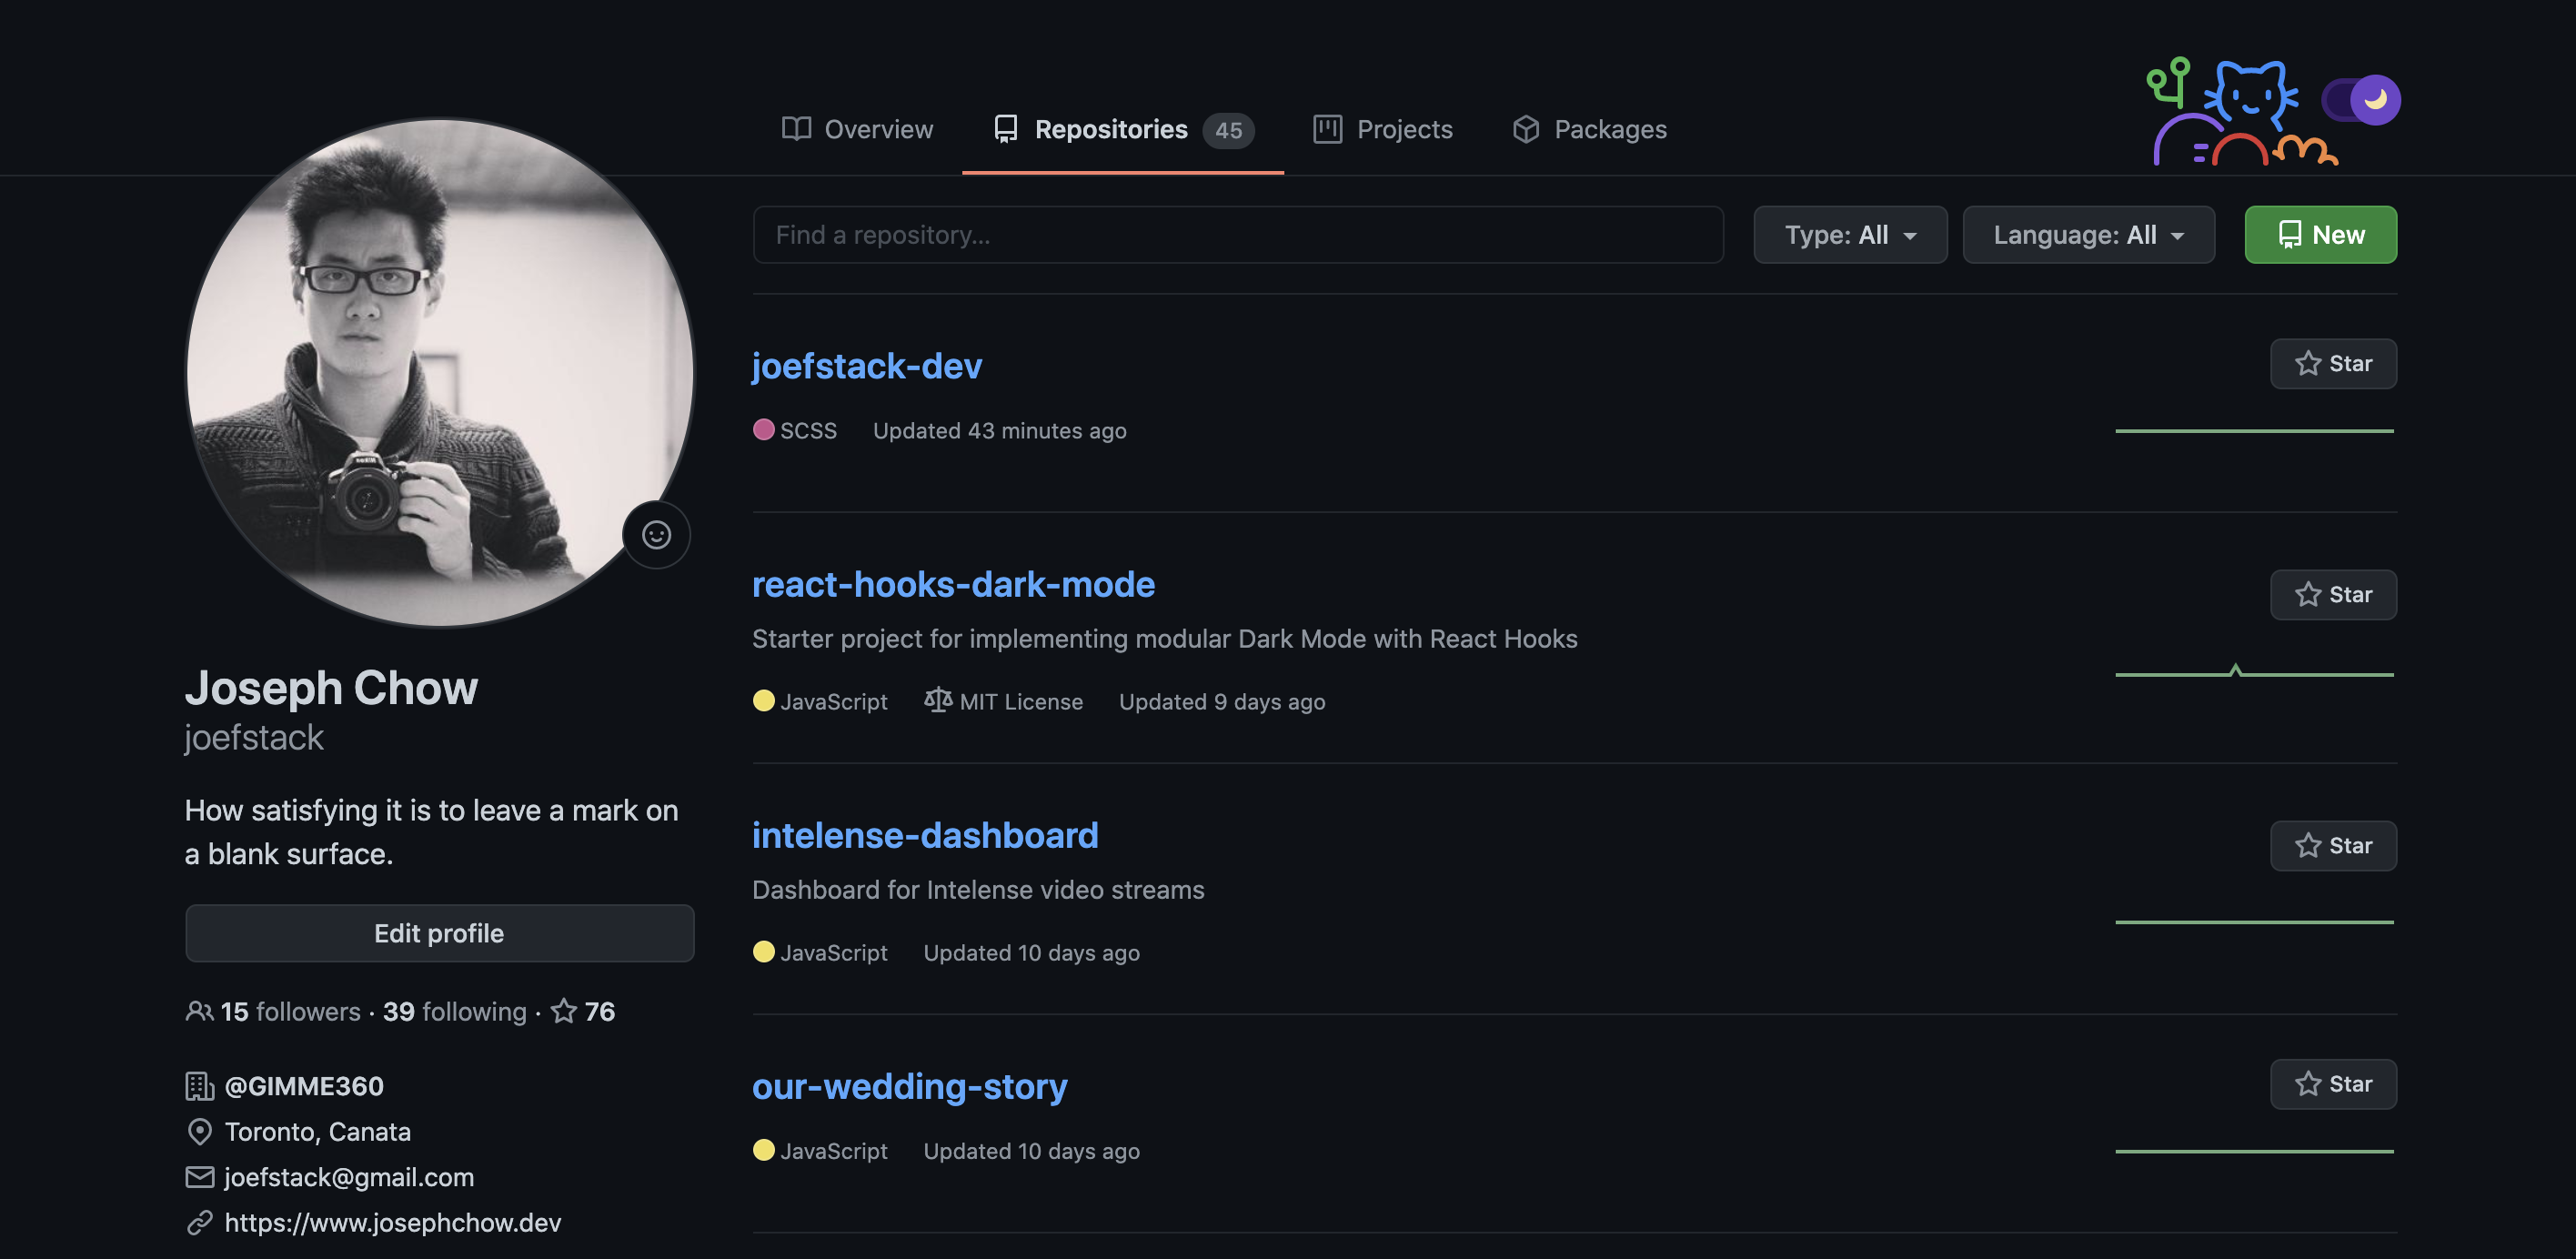 Overview
Repositories 45
Projects
Packages
Find a repository...
Type: All
Language: All
New
joefstack-dev
Star
SCSS Updated 43 minutes ago
react-hooks-dark-mode
Star
Starter project for implementing modular Dark Mode with React Hooks
JavaScript MIT License Updated 9 days ago
intelense-dashboard
Star
Dashboard for Intelense video streams
JavaScript Updated 10 days ago
our-wedding-story
Star
JavaScript Updated 10 days ago
Joseph Chow
joefstack
How satisfying it is to leave a mark on
a blank surface.
Edit profile
15 followers · 39 following · 76
@GIMME360
Toronto, Canata
joefstack@gmail.com
https://www.josephchow.dev